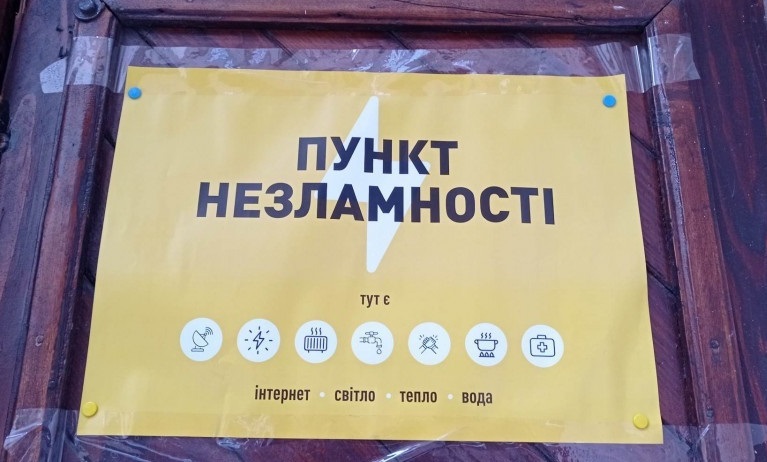 ПУНКТ
НЕЗЛАМНОСТІ
тут є
інтернет • світло • тепло • вода